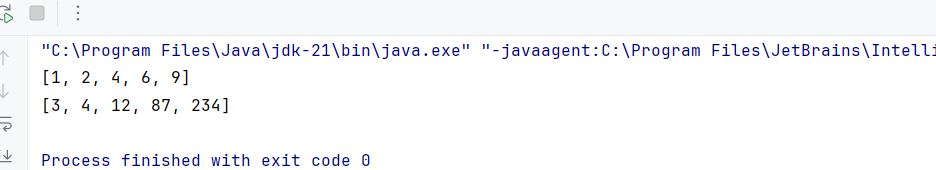 "C:\Program Files\Java\jdk-21\bin\java.exe" "-javaagent:C:\Program Files\JetBrains\Intelli
[1, 2, 4, 6, 9]
[3, 4, 12, 87, 234]
Process finished with exit code 0